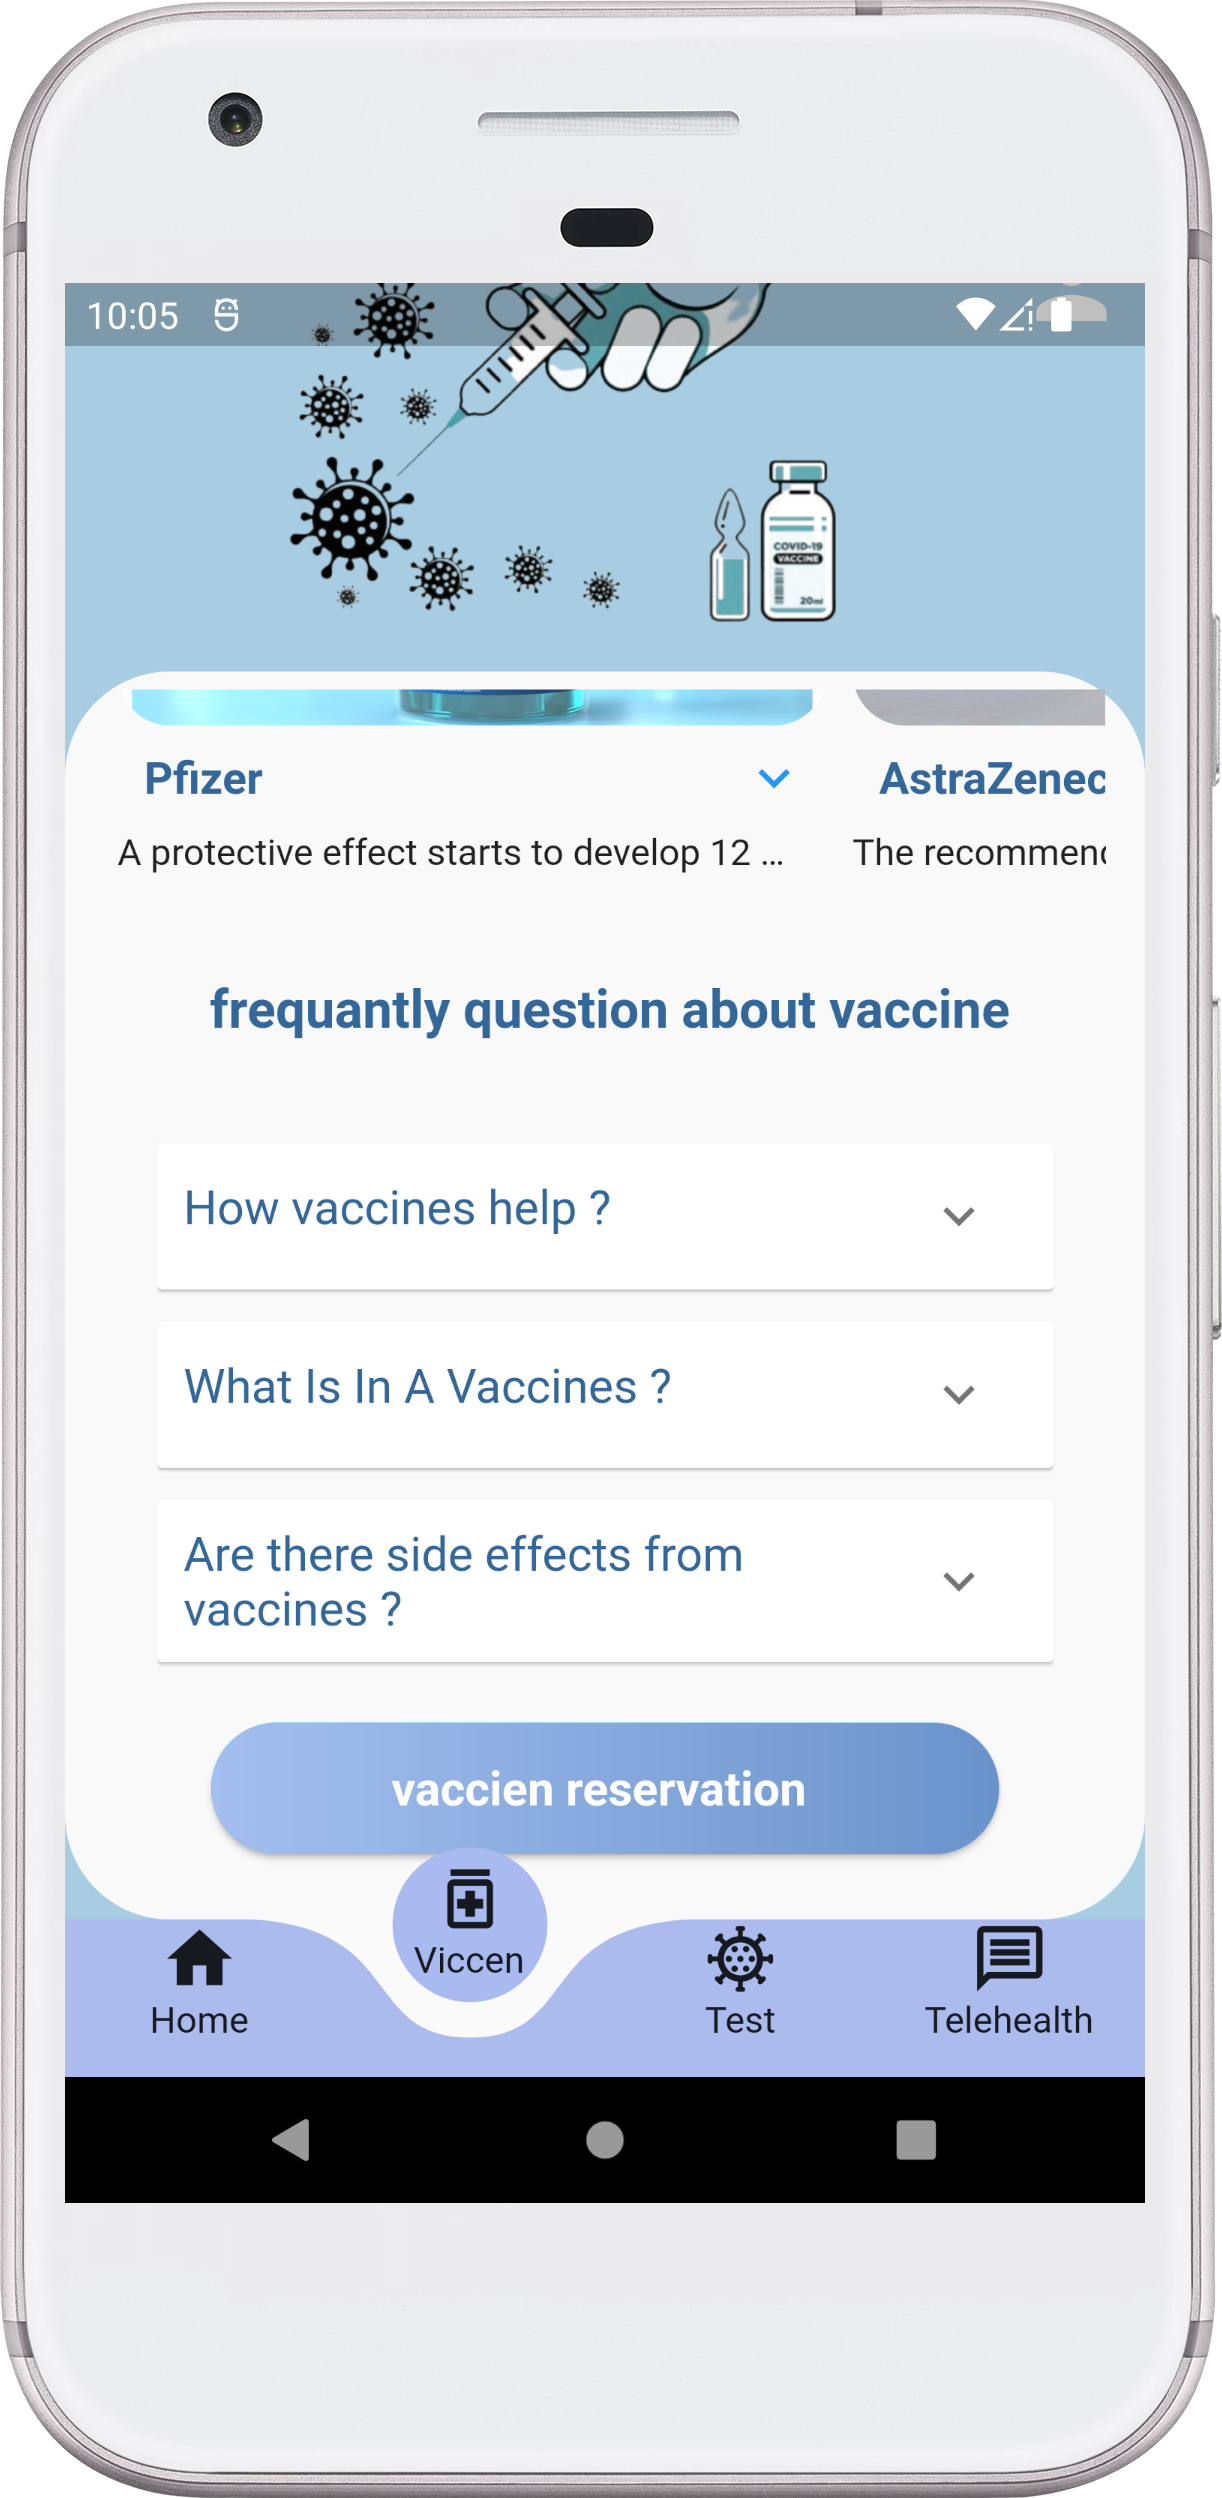 10:05
COVID-19
VACCINE
20ml
Pfizer
AstraZenec
A protective effect starts to develop 12 ...
The recommend
frequantly question about vaccine
How vaccines help ?
What Is In A Vaccines ?
Are there side effects from
vaccines ?
vaccien reservation
Viccen
Home
Test
Telehealth